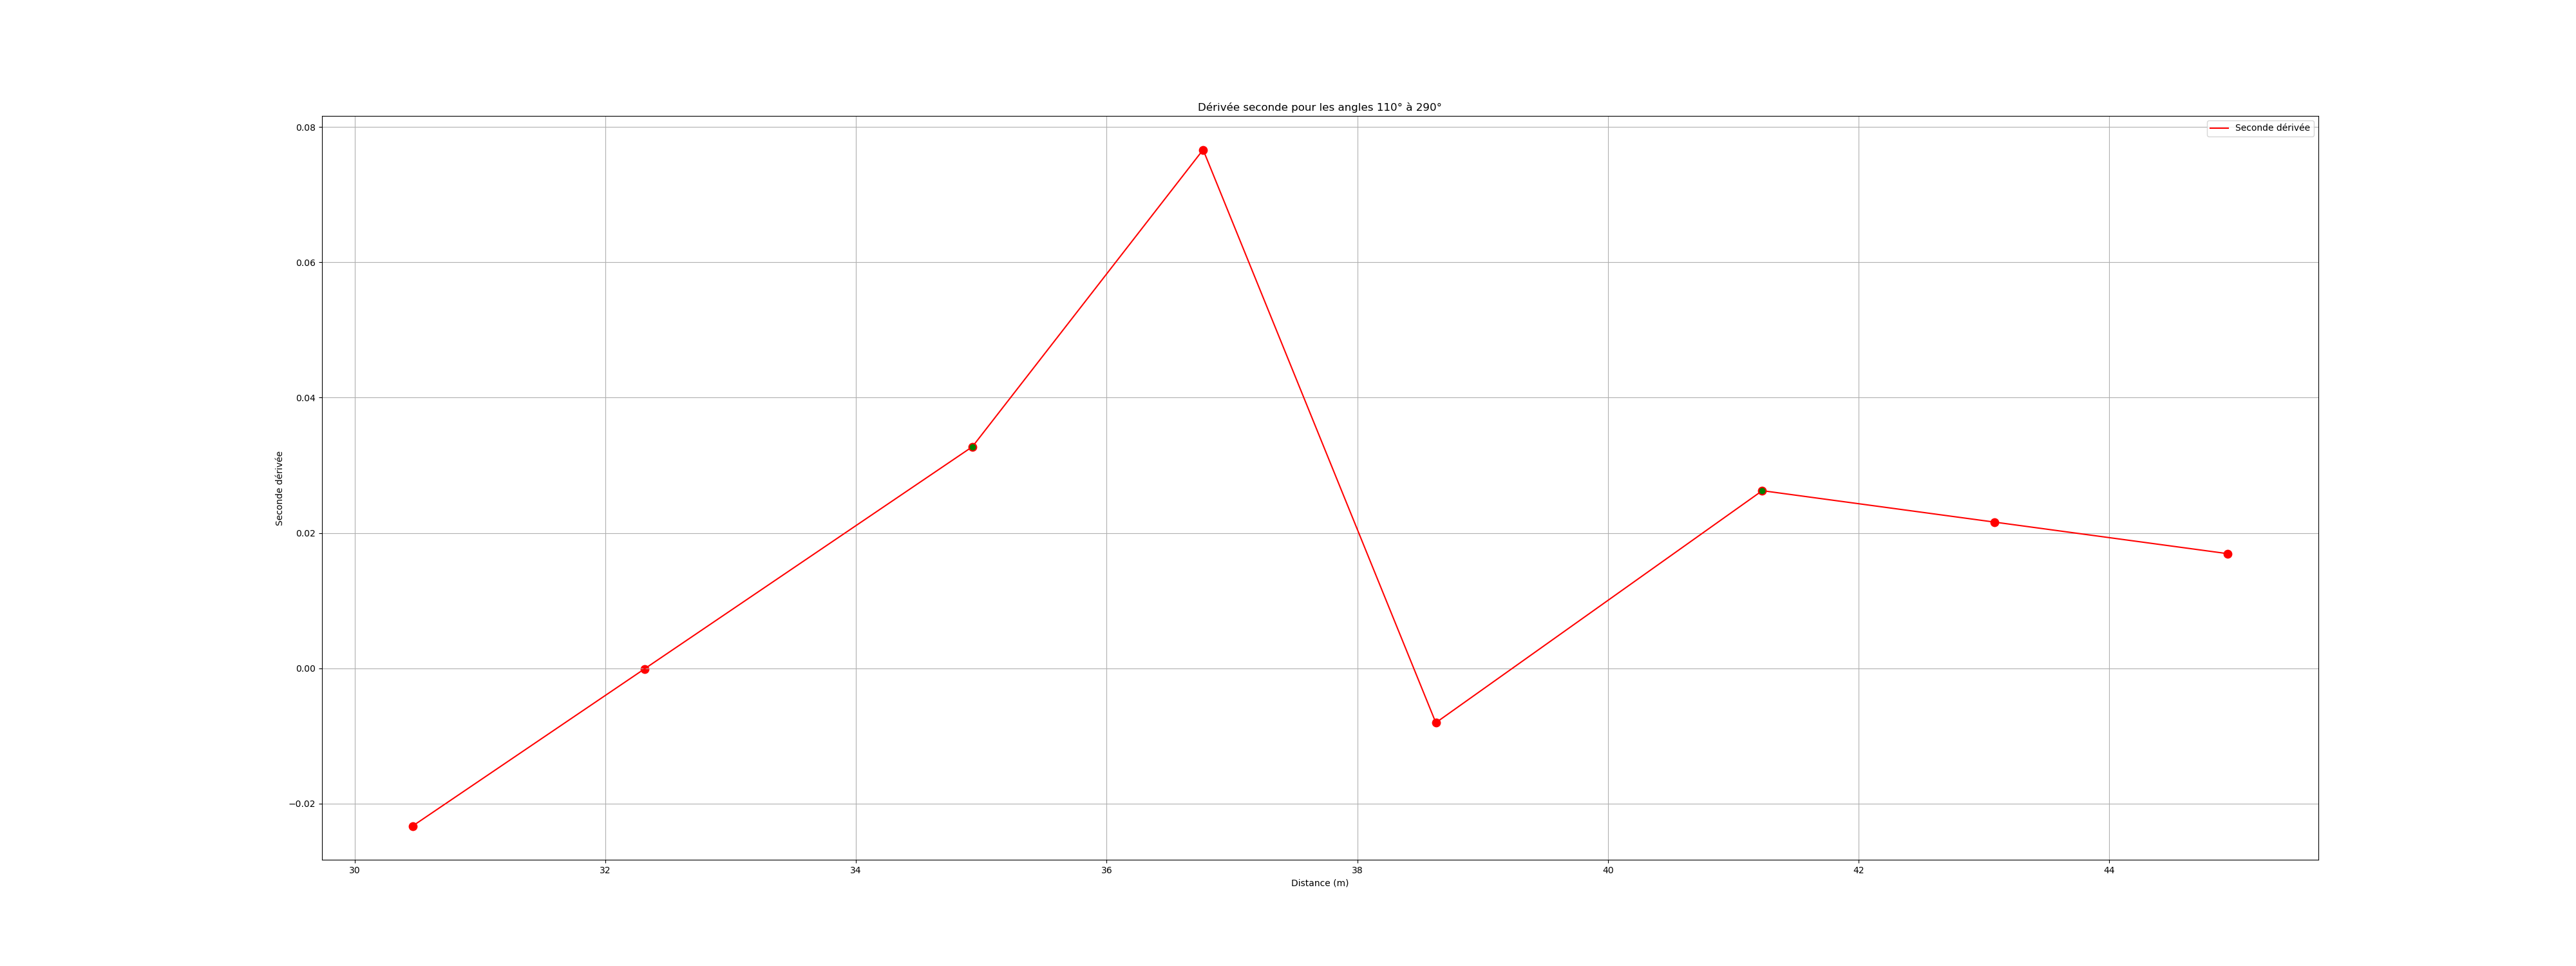 Dérivée seconde pour les angles 110° à 290°
Seconde dérivée
0.08
0.06
0.04
0.02
0.00
−0.02
Seconde dérivée
30 32 34 36 38 40 42 44
Distance (m)